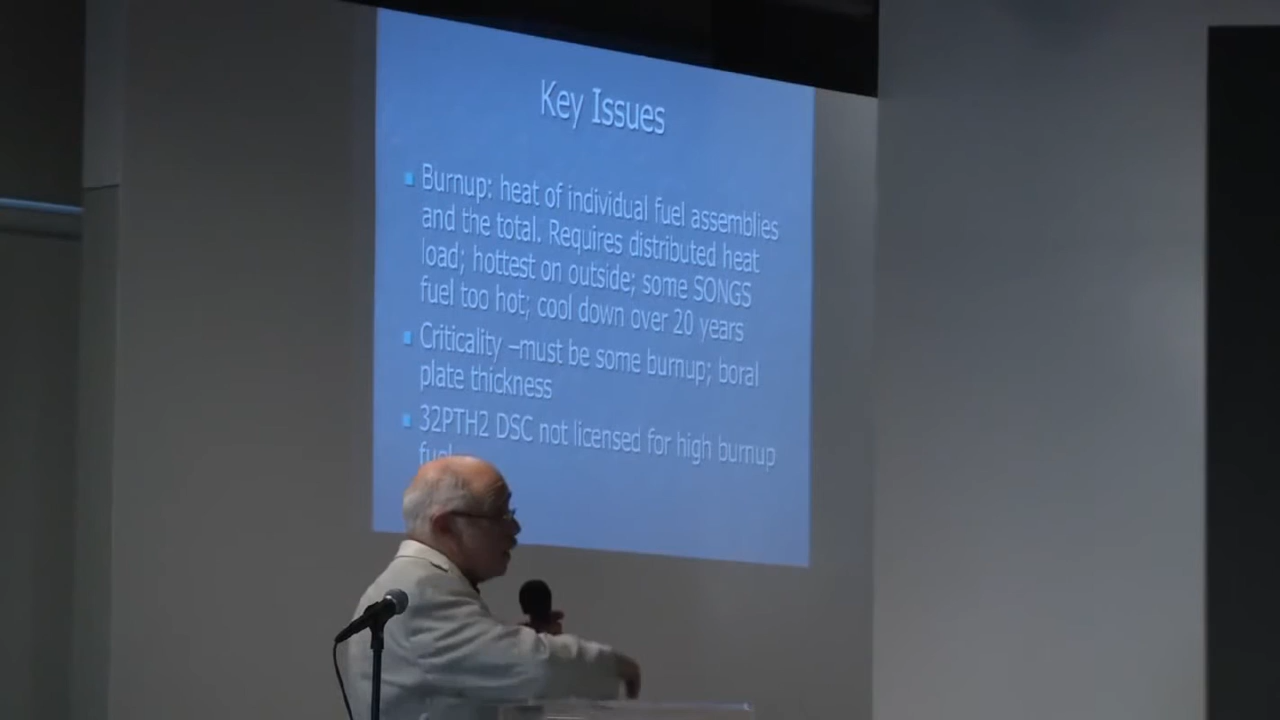 Key Issues
Burnup: heat of individual fuel assemblies
and the total. Requires distributed heat
load; hottest on outside; some SONGS
fuel too hot; cool down over 20 years
Criticality –must be some burnup; boral
plate thickness
32PTH2 DSC not licensed for high burnup
fuel